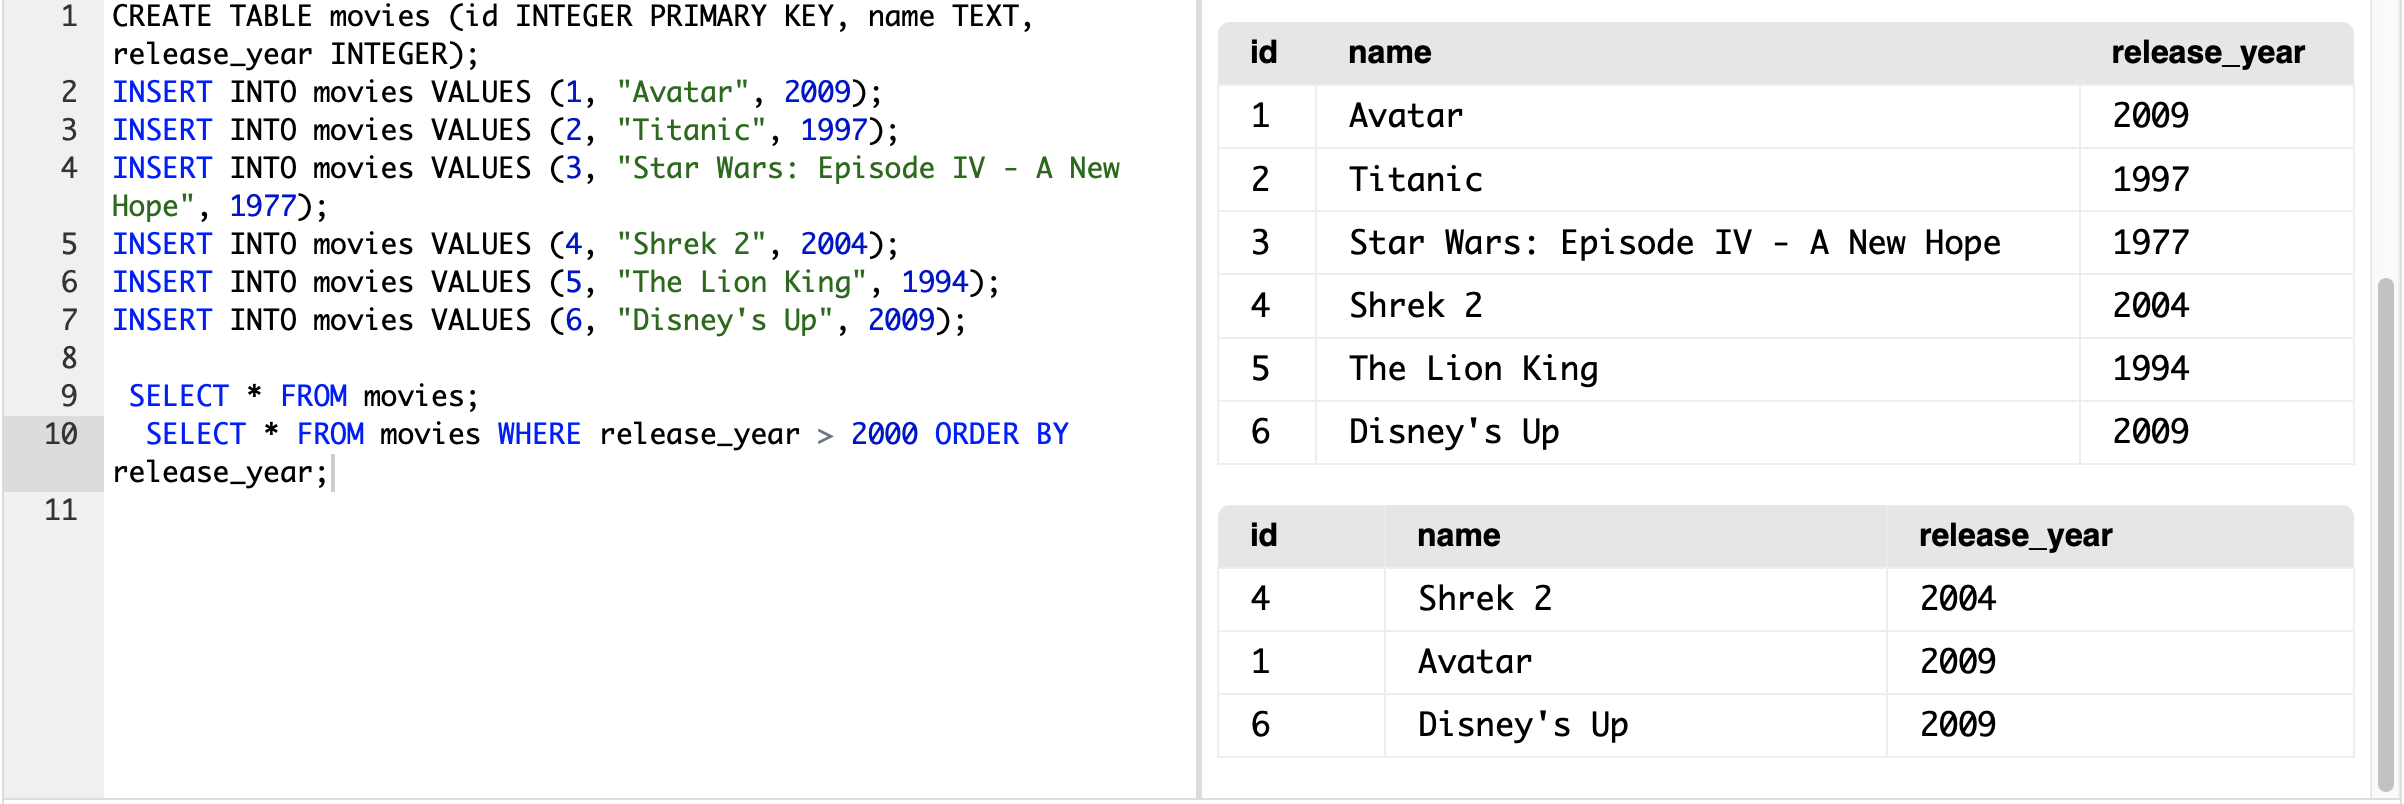 1 CREATE TABLE movies (id INTEGER PRIMARY KEY, name TEXT,
release_year INTEGER);
2 INSERT INTO movies VALUES (1, "Avatar", 2009);
3 INSERT INTO movies VALUES (2, "Titanic", 1997);
4 INSERT INTO movies VALUES (3, "Star Wars: Episode IV - A New
Hope", 1977);
5 INSERT INTO movies VALUES (4, "Shrek 2", 2004);
6 INSERT INTO movies VALUES (5, "The Lion King", 1994);
7 INSERT INTO movies VALUES (6, "Disney's Up", 2009);
8
9 SELECT * FROM movies;
10 SELECT * FROM movies WHERE release_year > 2000 ORDER BY
release_year;
11
id name release_year
1 Avatar 2009
2 Titanic 1997
3 Star Wars: Episode IV - A New Hope 1977
4 Shrek 2 2004
5 The Lion King 1994
6 Disney's Up 2009
id name release_year
4 Shrek 2 2004
1 Avatar 2009
6 Disney's Up 2009